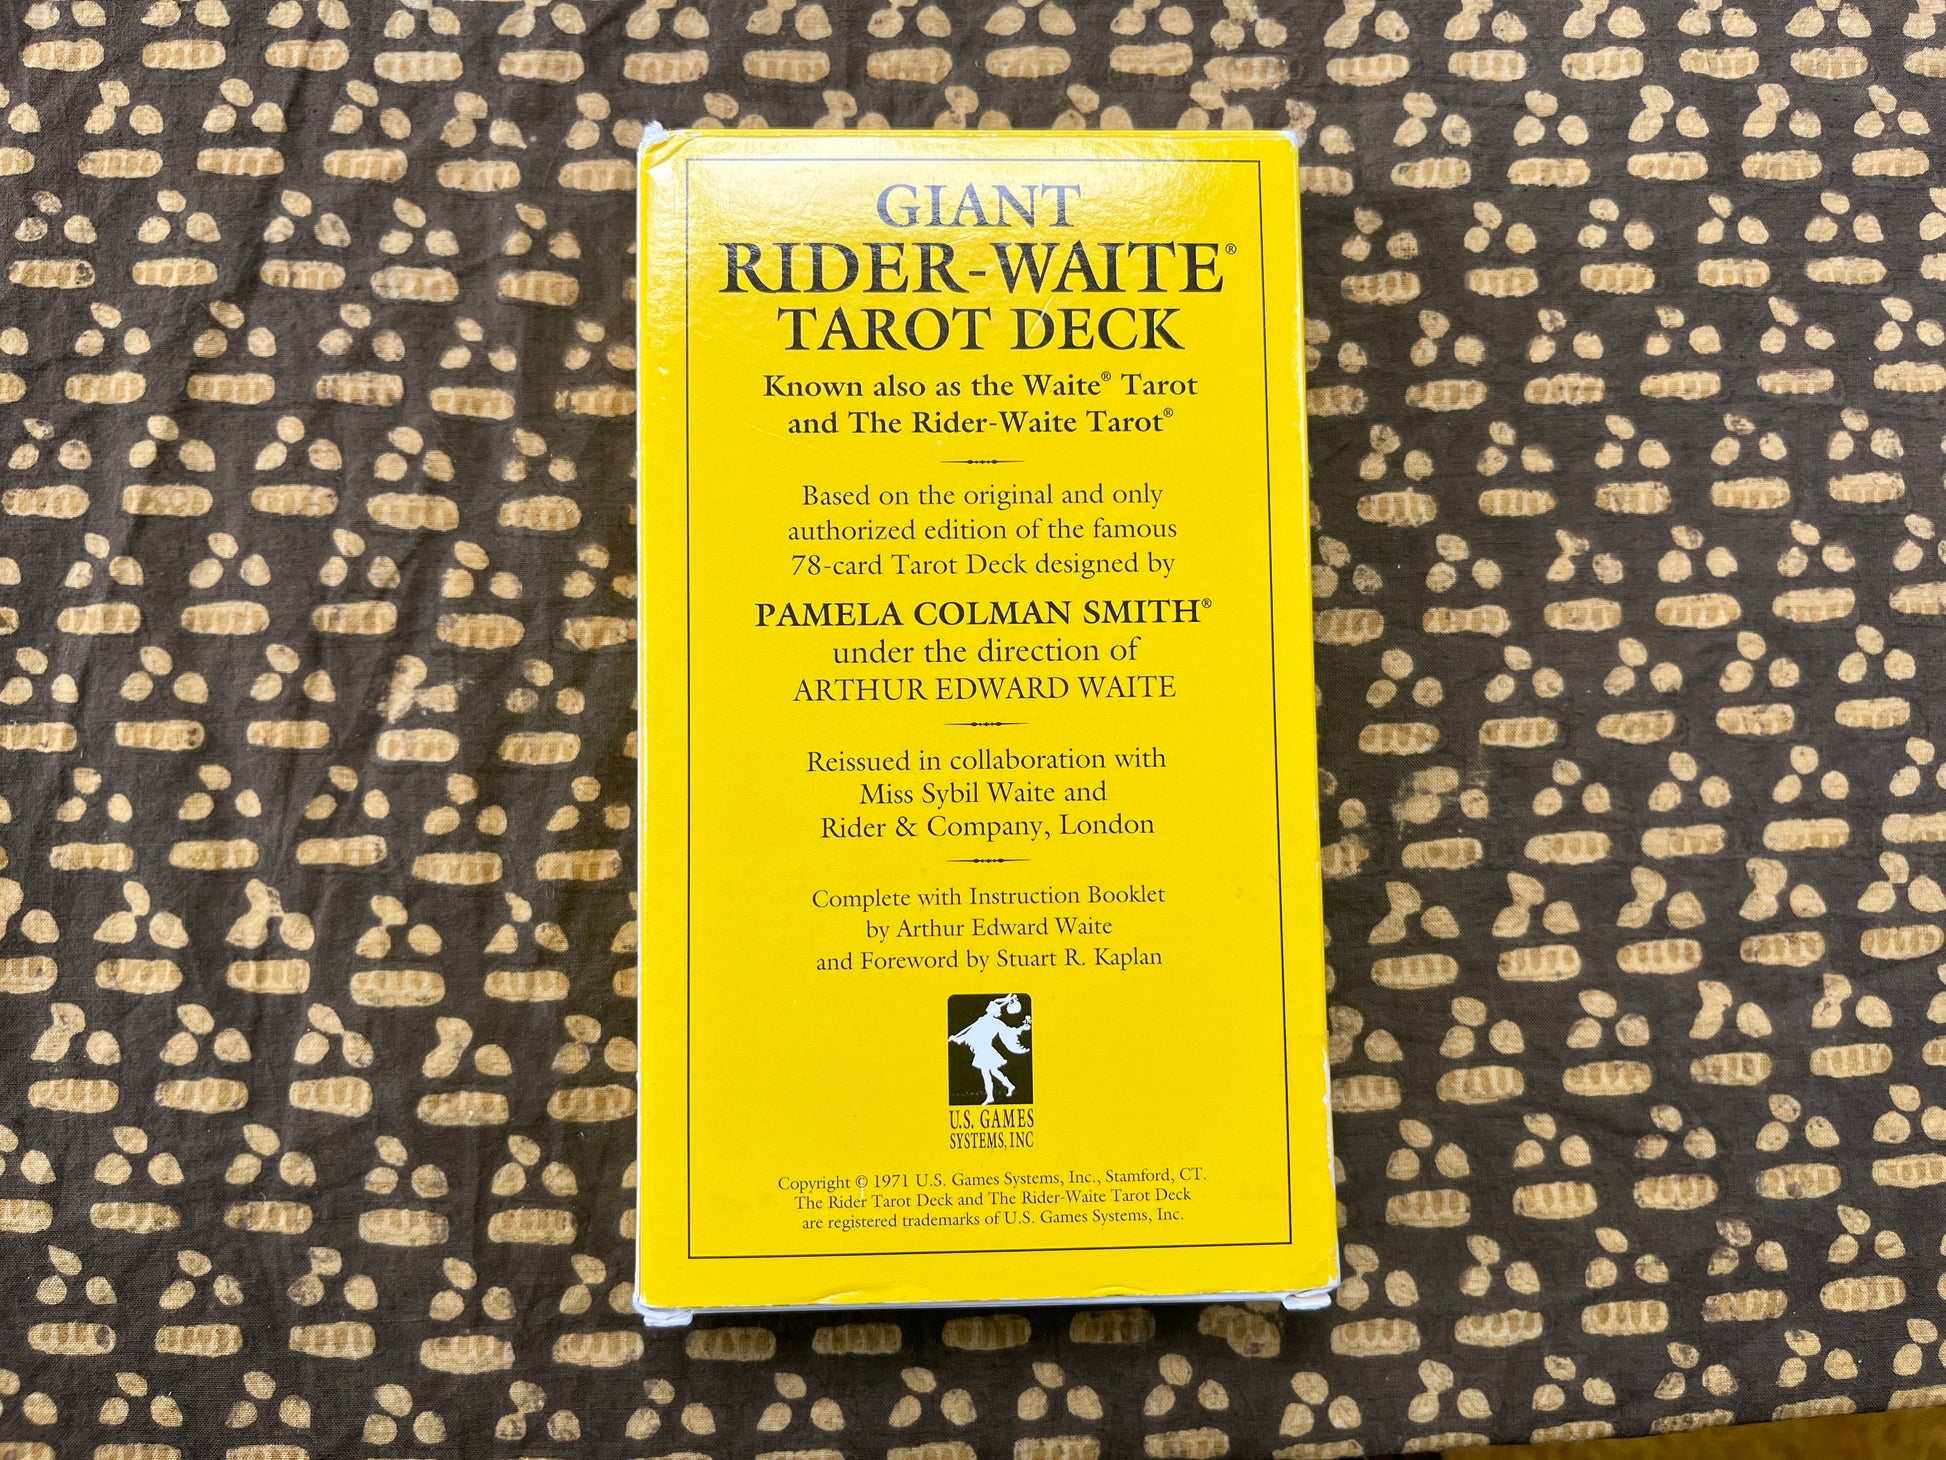 GIANT
RIDER-WAITE®
TAROT DECK
Known also as the Waite® Tarot
and The Rider-Waite Tarot®
Based on the original and only
authorized edition of the famous
78-card Tarot Deck designed by
PAMELA COLMAN SMITH®
under the direction of
ARTHUR EDWARD WAITE
Reissued in collaboration with
Miss Sybil Waite and
Rider & Company, London
Complete with Instruction Booklet
by Arthur Edward Waite
and Foreword by Stuart R. Kaplan
U.S. GAMES
SYSTEMS, INC
Copyright © 1971 U.S. Games Systems, Inc., Stamford, CT.
The Rider Tarot Deck and The Rider-Waite Tarot Deck
are registered trademarks of U.S. Games Systems, Inc.